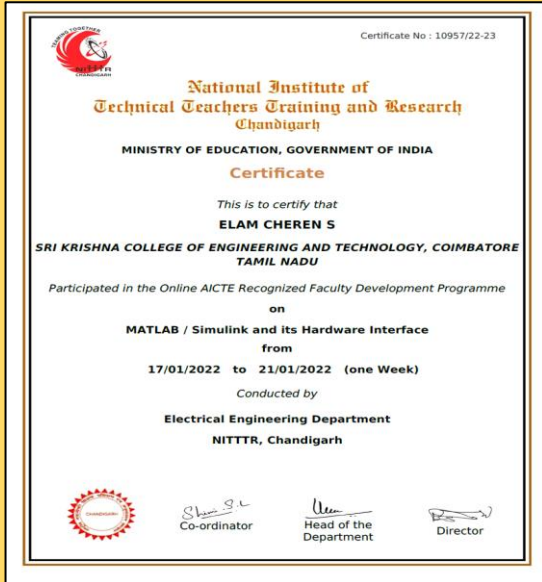 Certificate No : 10957/22-23
NITTTR
CHANDIGARH
National Institute of
Technical Teachers Training and Research
Chandigarh
MINISTRY OF EDUCATION, GOVERNMENT OF INDIA
Certificate
This is to certify that
ELAM CHEREN S
SRI KRISHNA COLLEGE OF ENGINEERING AND TECHNOLOGY, COIMBATORE
TAMIL NADU
Participated in the Online AICTE Recognized Faculty Development Programme
on
MATLAB / Simulink and its Hardware Interface
from
17/01/2022 to 21/01/2022 (one Week)
Conducted by
Electrical Engineering Department
NITTTR, Chandigarh
CHANDIGARH
Co-ordinator
Head of the
Department
Director